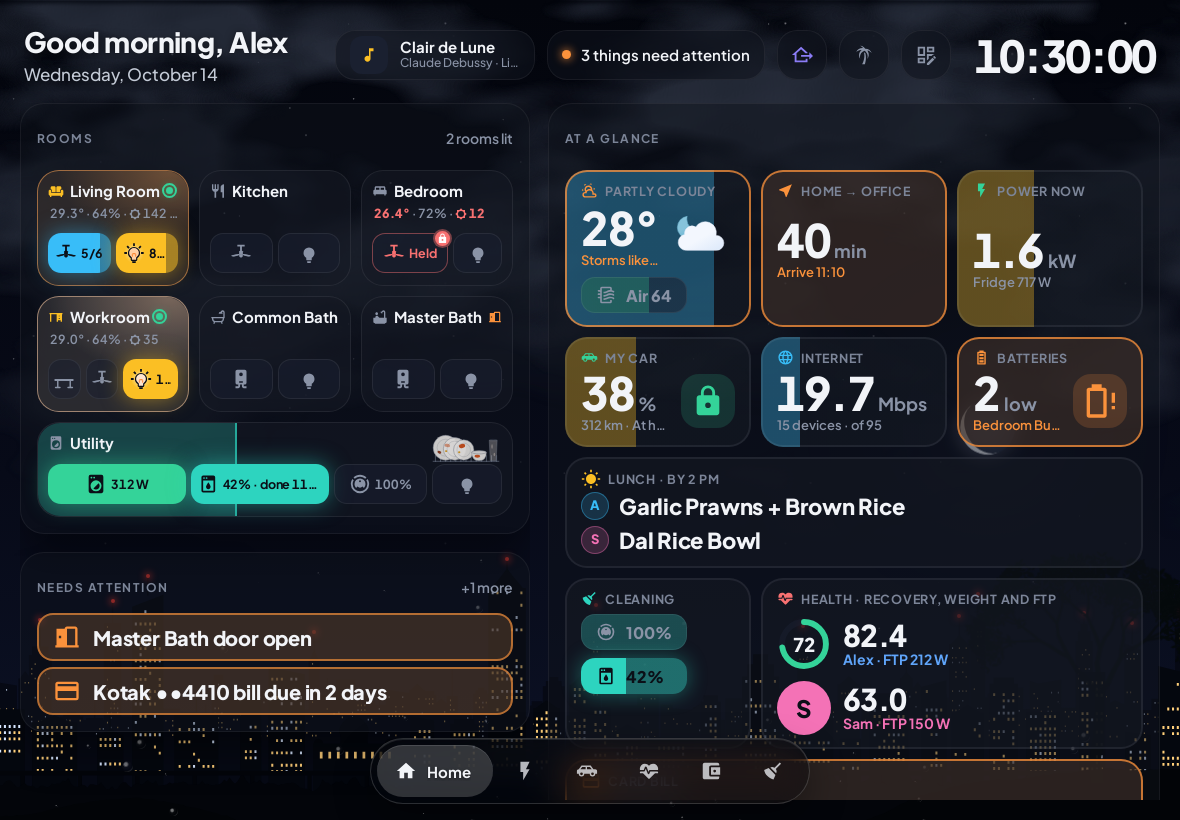 Good morning, Alex
Wednesday, October 14
Clair de Lune
Claude Debussy · Li...
3 things need attention
10:30:00
ROOMS
2 rooms lit
Living Room
29.3° · 64% · 142 ...
5/6
8...
Kitchen
Bedroom
26.4° · 72% · 12
Held
Workroom
29.0° · 64% · 35
1...
Common Bath
Master Bath
Utility
312 W
42% · done 11...
100%
NEEDS ATTENTION
+1 more
Master Bath door open
Kotak ••4410 bill due in 2 days
AT A GLANCE
PARTLY CLOUDY
28°
Storms like...
Air 64
HOME → OFFICE
40 min
Arrive 11:10
POWER NOW
1.6 kW
Fridge 717 W
MY CAR
38 %
312 km · At h...
INTERNET
19.7 Mbps
15 devices · of 95
BATTERIES
2 low
Bedroom Bu...
LUNCH · BY 2 PM
A Garlic Prawns + Brown Rice
S Dal Rice Bowl
CLEANING
100%
42%
HEALTH · RECOVERY, WEIGHT AND FTP
72
82.4
Alex · FTP 212 W
S
63.0
Sam · FTP 150 W
CARD BILL
Home